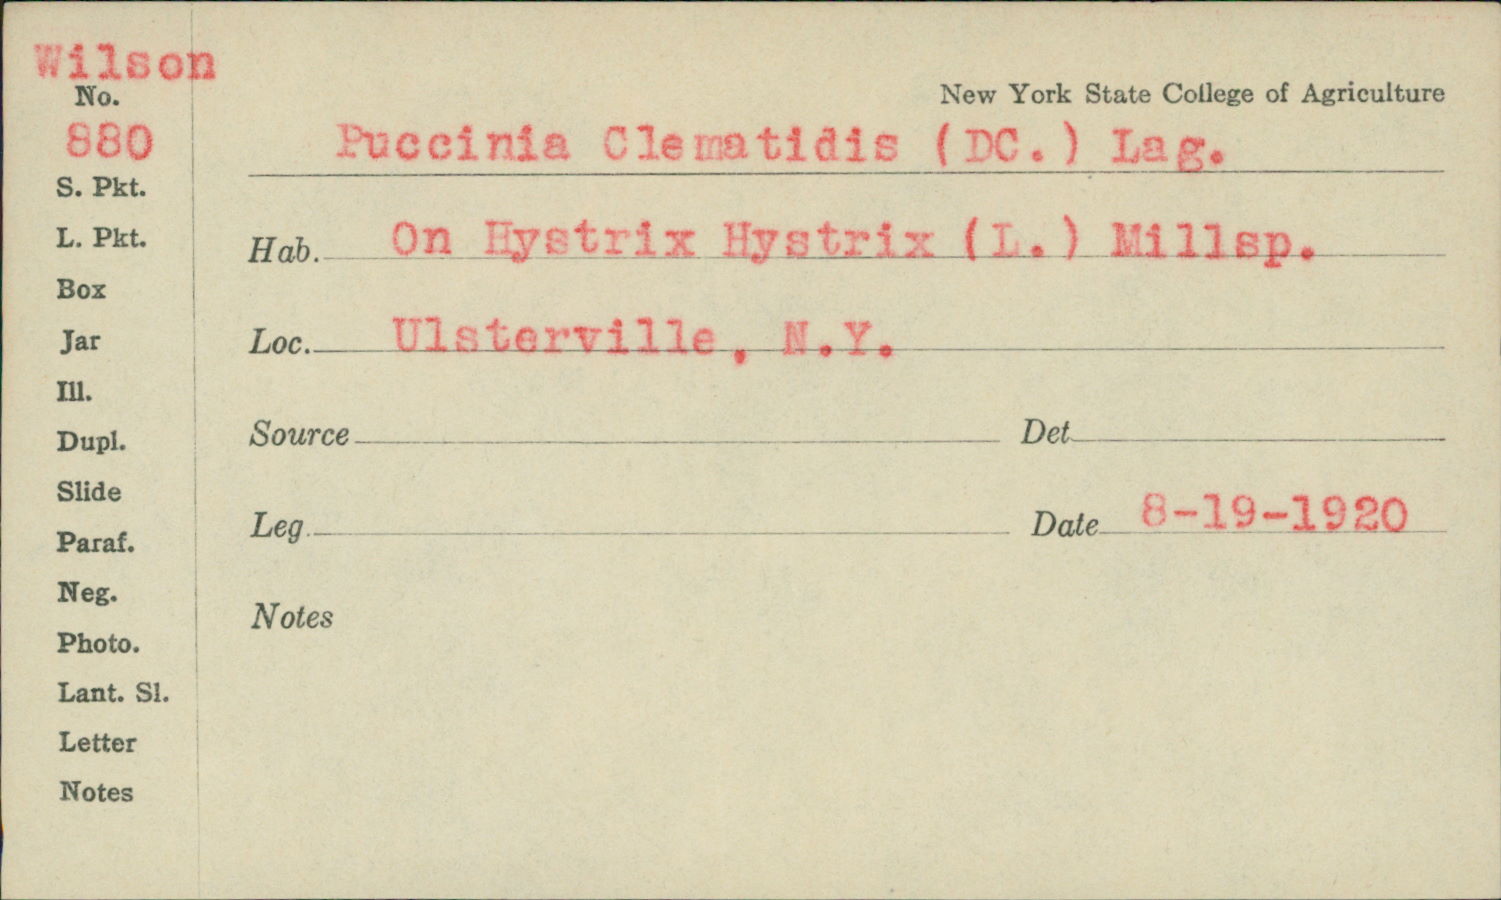 Wilson
No.
New York State College of Agriculture
880
Puccinia Clematidis (DC.) Lag.
S. Pkt.
L. Pkt.
Hab. On Hystrix Hystrix (L.) Millsp.
Box
Jar
Loc. Ulsterville, N.Y.
Ill.
Dupl.
Source
Det
Slide
Leg.
Date 8-19-1920
Paraf.
Neg.
Notes
Photo.
Lant. Sl.
Letter
Notes